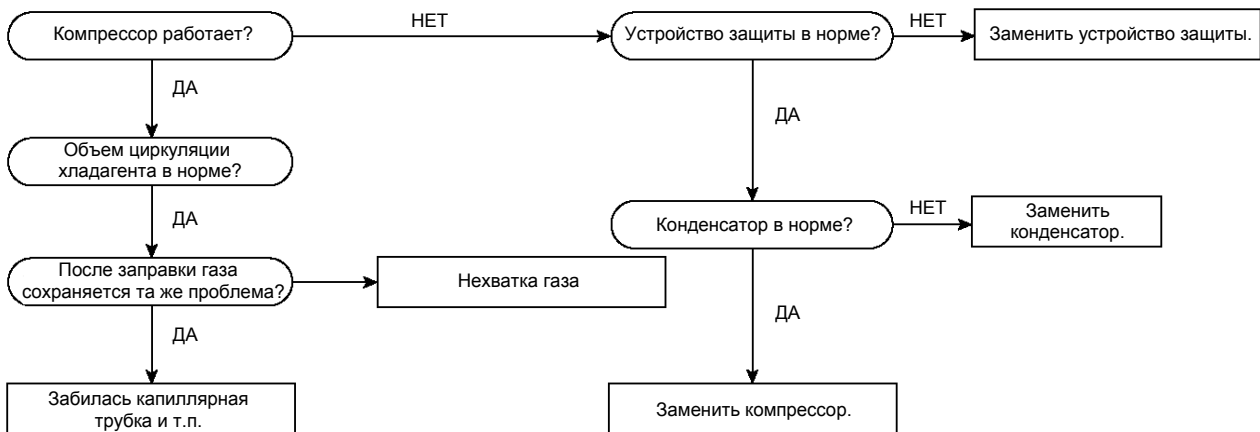 Компрессор работает?
НЕТ
Устройство защиты в норме?
НЕТ
Заменить устройство защиты.
ДА
ДА
Объем циркуляции
хладагента в норме?
ДА
Конденсатор в норме?
НЕТ
Заменить
конденсатор.
После заправки газа
сохраняется та же проблема?
Нехватка газа
ДА
ДА
Забилась капиллярная
трубка и т.п.
Заменить компрессор.